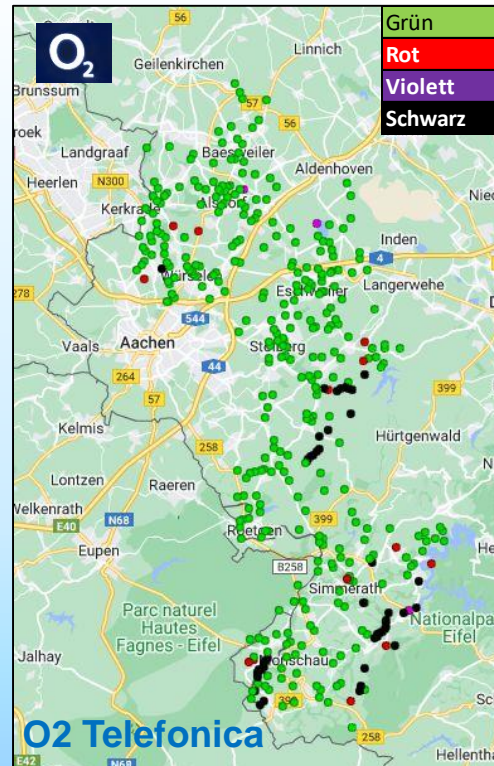 56
Linnich
Grün
Rot
Violett
Schwarz
O2
Geilenkirchen
57
56
Brunssum
Landgraaf
Baesweiler
Aldenhoven
Heerlen
N300
Kerkrade
Alsdorf
Inden
4
Würselen
Eschweiler
Langerwehe
278
544
Aachen
Stolberg
Vaals
264
44
399
57
Kelmis
258
Hürtgenwald
Lontzen
Raeren
Welkenrath
E40
N68
Roetgen
399
Eupen
B258
Simmerath
Parc naturel
Hautes
Fagnes - Eifel
Nationalpa
Eifel
Jalhay
Monschau
399
N68
258
E42
Hellentha
O2 Telefonica